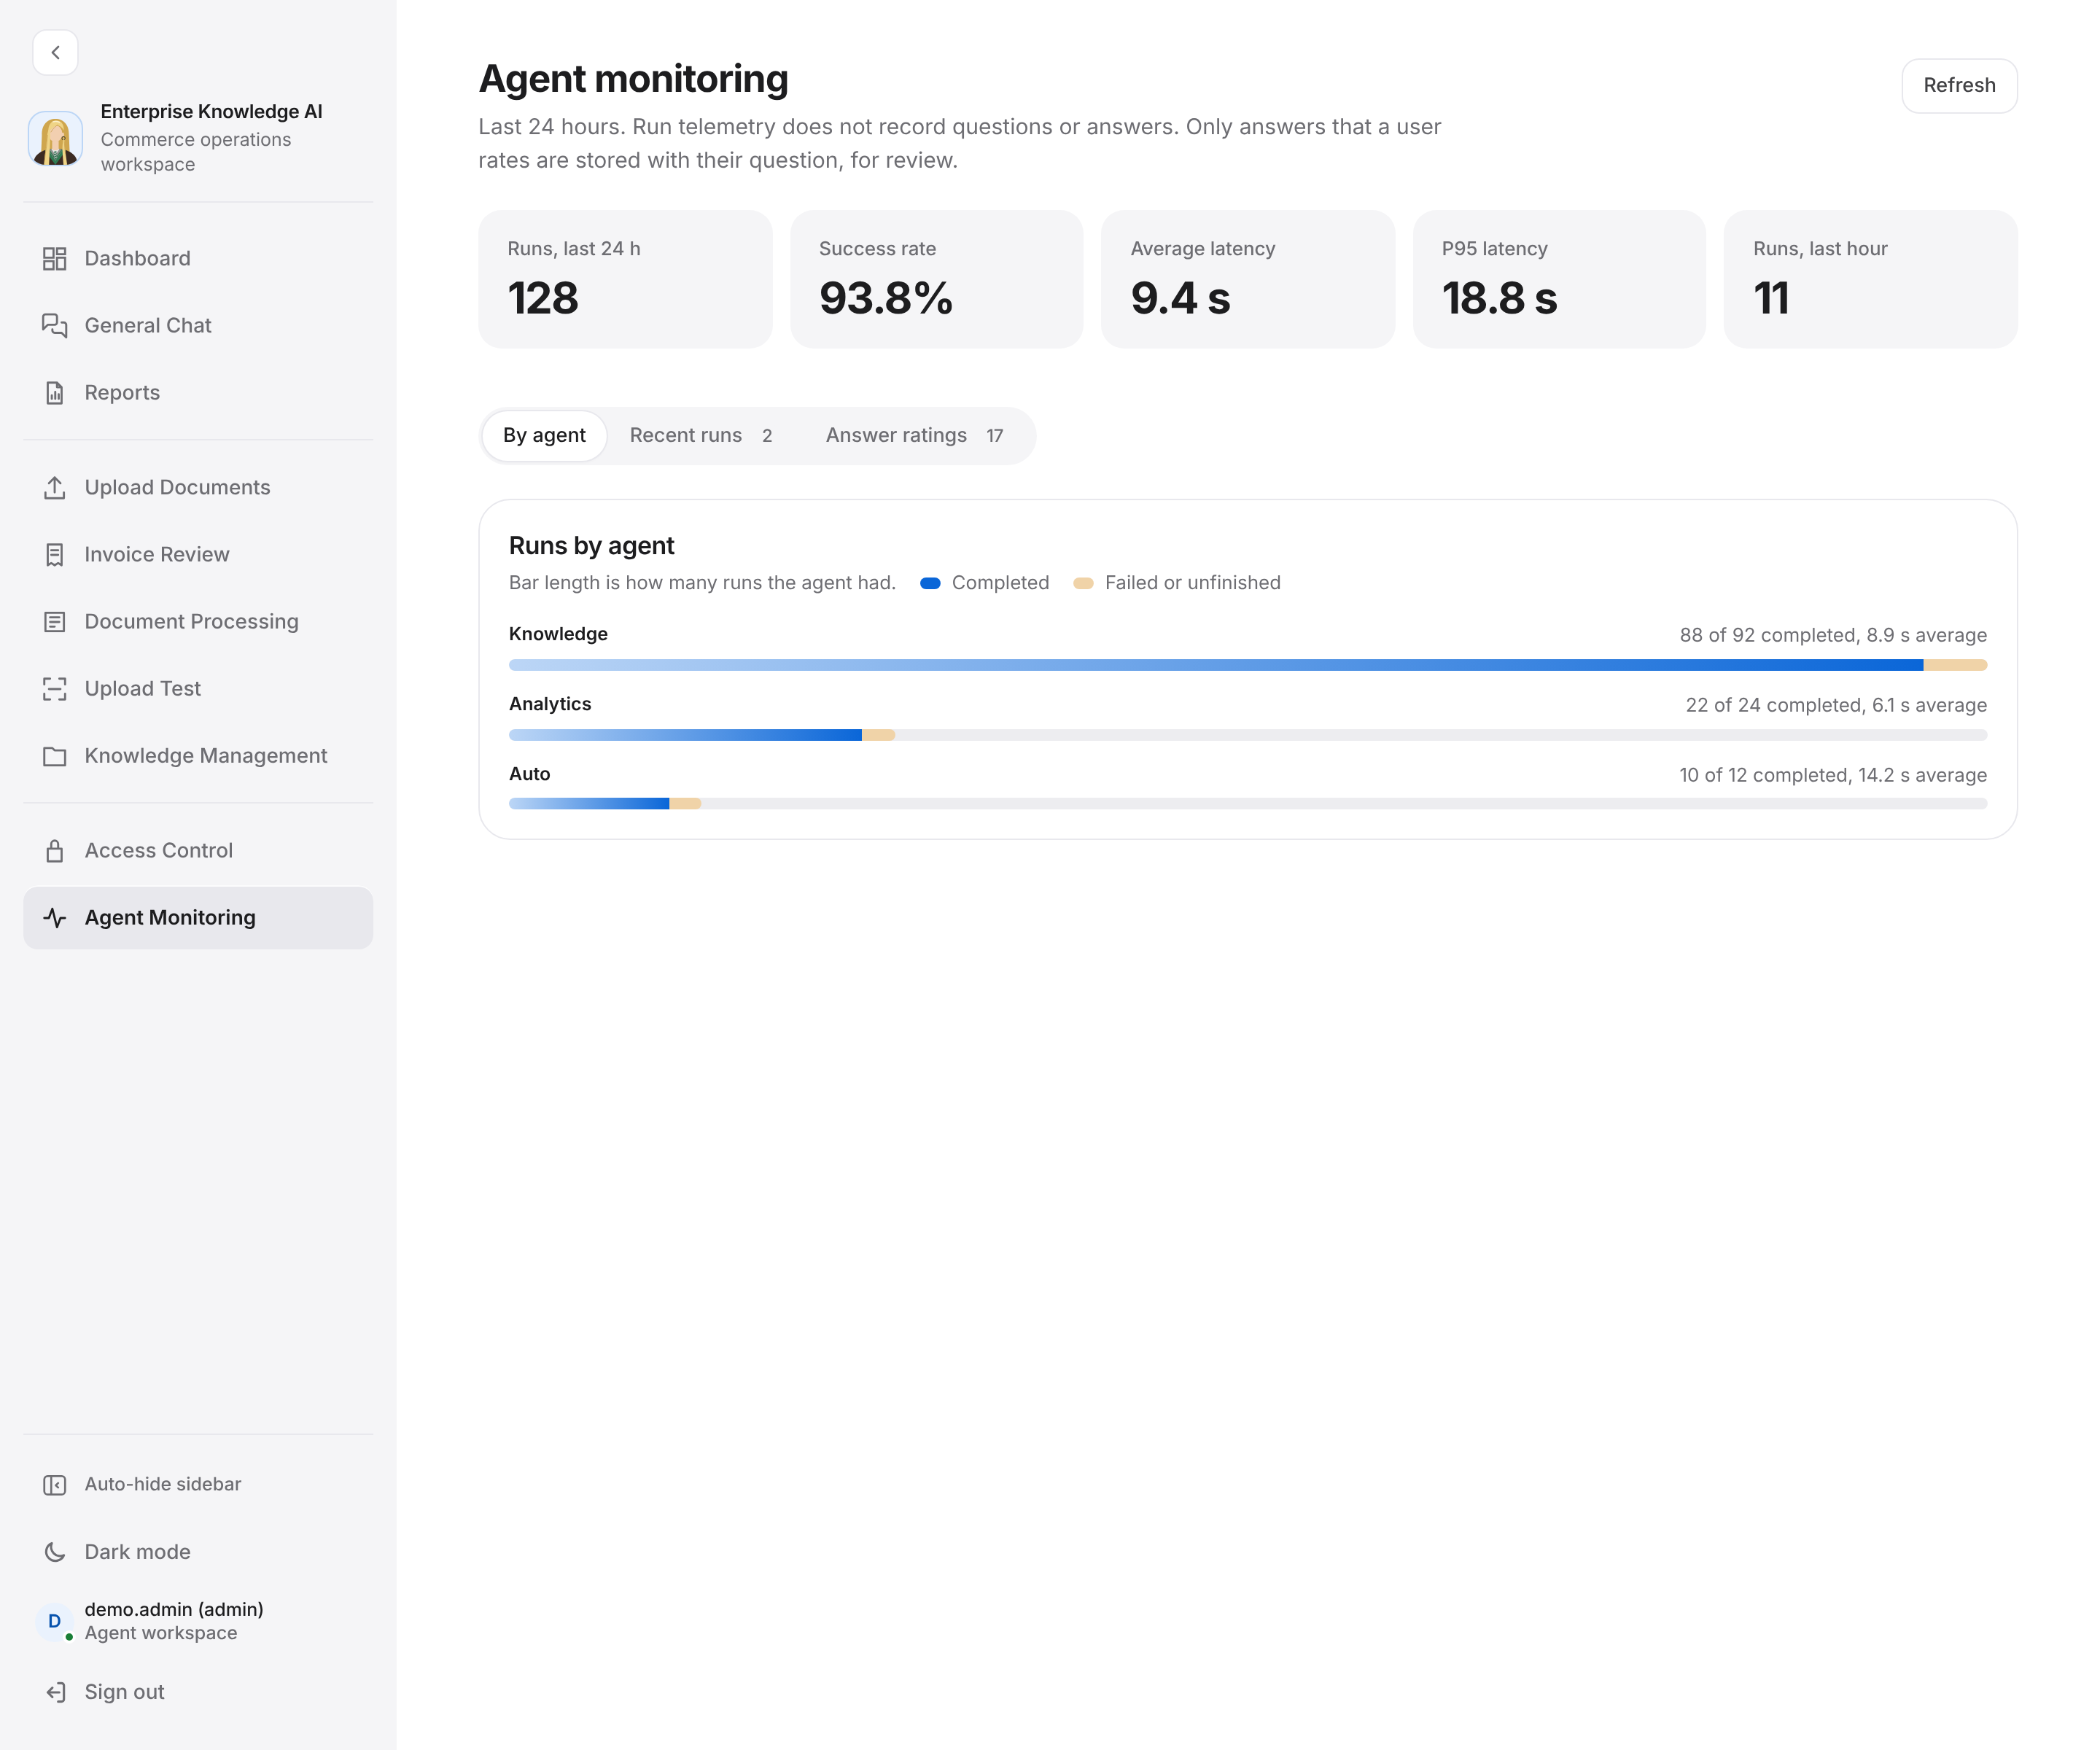 Enterprise Knowledge AI
Commerce operations
workspace
Dashboard
General Chat
Reports
Upload Documents
Invoice Review
Document Processing
Upload Test
Knowledge Management
Access Control
Agent Monitoring
Auto-hide sidebar
Dark mode
D
demo.admin (admin)
Agent workspace
Sign out
Agent monitoring
Refresh
Last 24 hours. Run telemetry does not record questions or answers. Only answers that a user
rates are stored with their question, for review.
Runs, last 24 h
128
Success rate
93.8%
Average latency
9.4 s
P95 latency
18.8 s
Runs, last hour
11
By agent
Recent runs 2
Answer ratings 17
Runs by agent
Bar length is how many runs the agent had. Completed Failed or unfinished
Knowledge 88 of 92 completed, 8.9 s average
Analytics 22 of 24 completed, 6.1 s average
Auto 10 of 12 completed, 14.2 s average